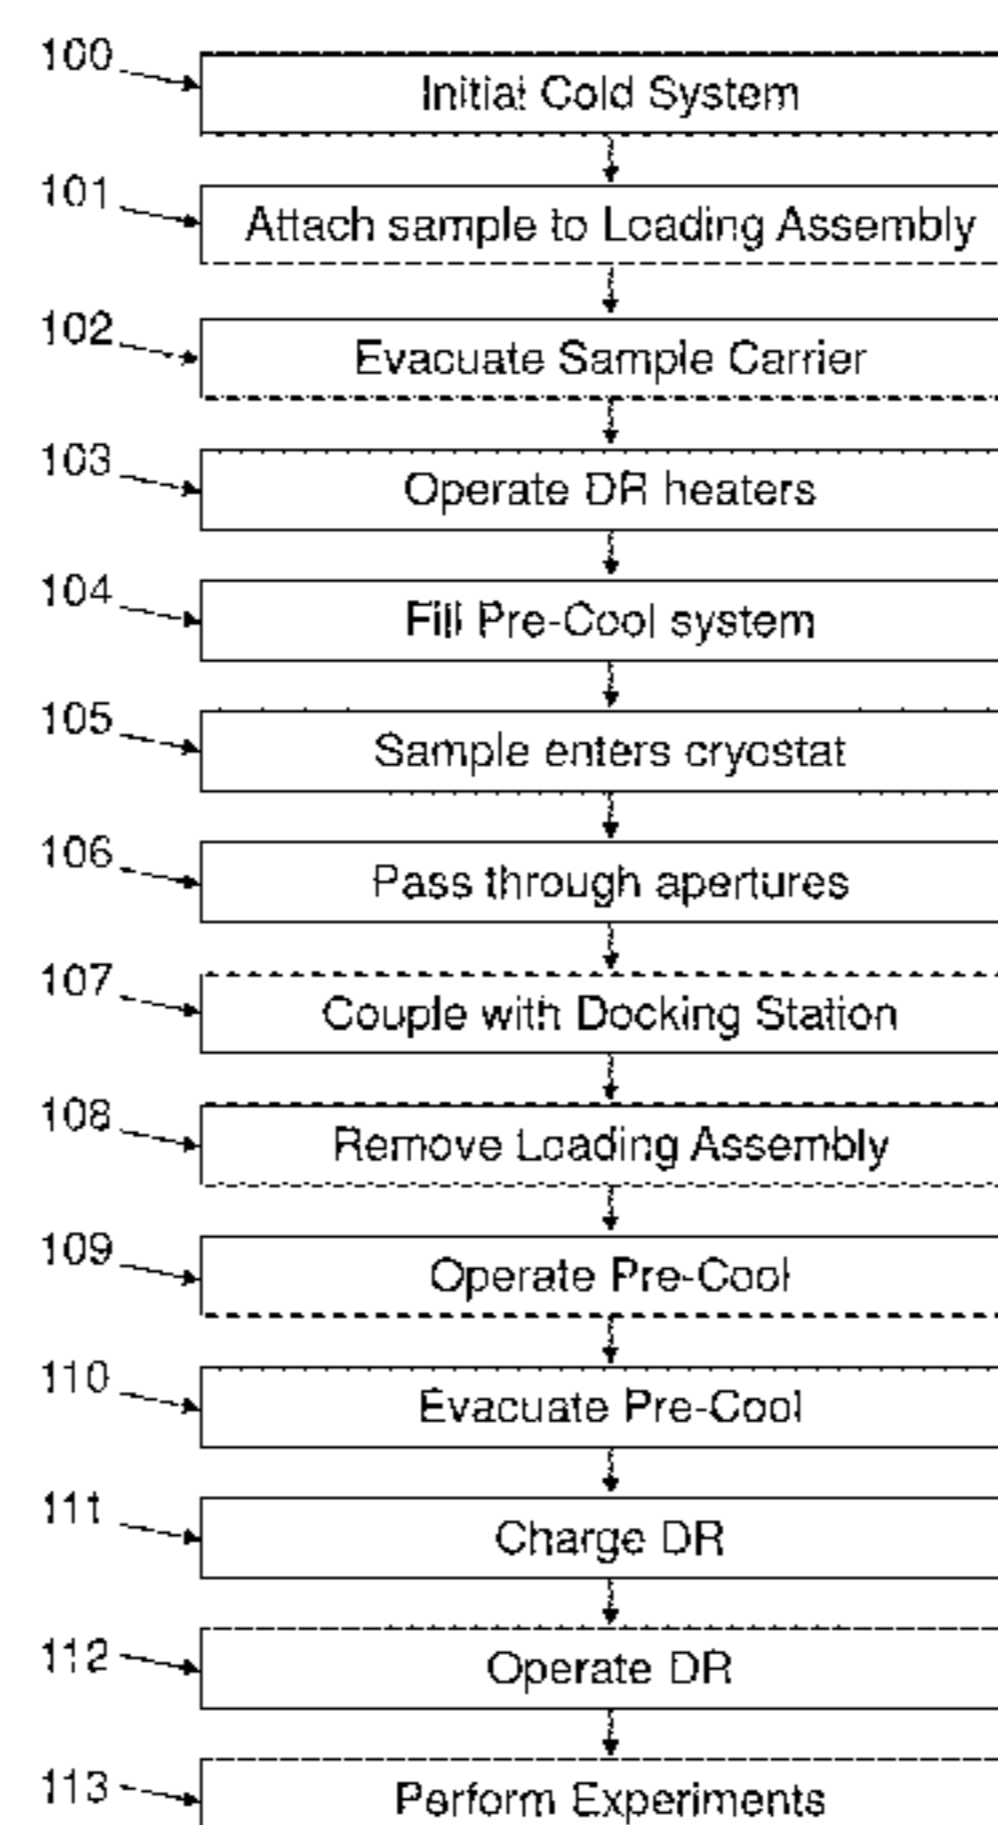 100
Initial Cold System
101
Attach sample to Loading Assembly
102
Evacuate Sample Carrier
103
Operate DR heaters
104
Fill Pre-Cool system
105
Sample enters cryostat
106
Pass through apertures
107
Couple with Docking Station
108
Remove Loading Assembly
109
Operate Pre-Cool
110
Evacuate Pre-Cool
111
Charge DR
112
Operate DR
113
Perform Experiments